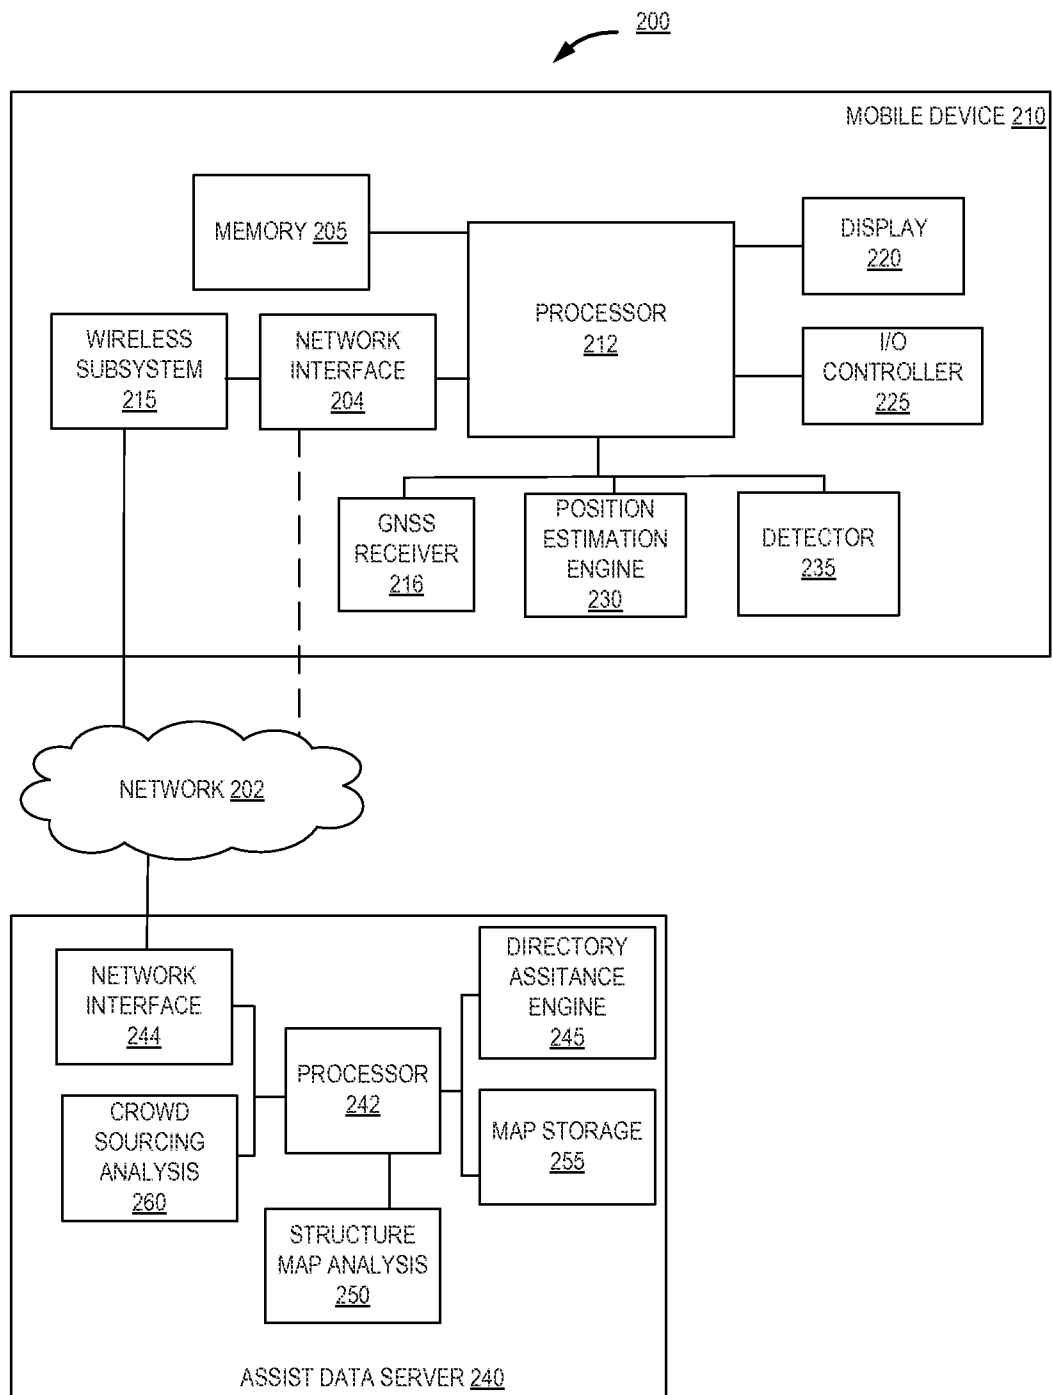 200
MOBILE DEVICE 210
MEMORY 205
PROCESSOR
212
DISPLAY
220
WIRELESS
SUBSYSTEM
215
NETWORK
INTERFACE
204
I/O
CONTROLLER
225
GNSS
RECEIVER
216
POSITION
ESTIMATION
ENGINE
230
DETECTOR
235
NETWORK 202
NETWORK
INTERFACE
244
DIRECTORY
ASSITANCE
ENGINE
245
PROCESSOR
242
CROWD
SOURCING
ANALYSIS
260
MAP STORAGE
255
STRUCTURE
MAP ANALYSIS
250
ASSIST DATA SERVER 240